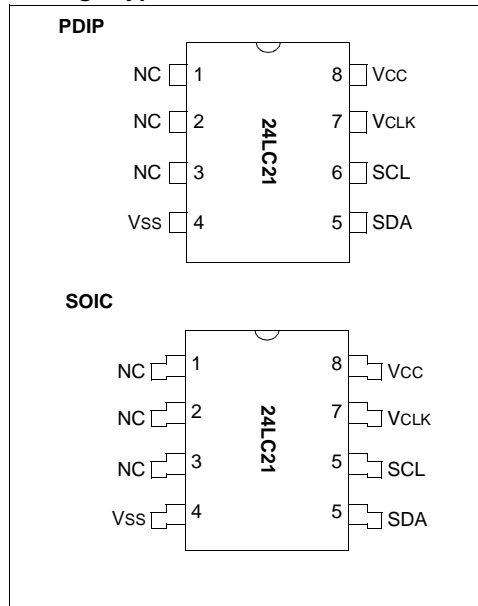 PDIP
NC 1 8 VCC
NC 2 7 VCLK
NC 3 6 SCL
VSS 4 5 SDA
24LC21
SOIC
NC 1 8 VCC
NC 2 7 VCLK
NC 3 5 SCL
VSS 4 5 SDA
24LC21